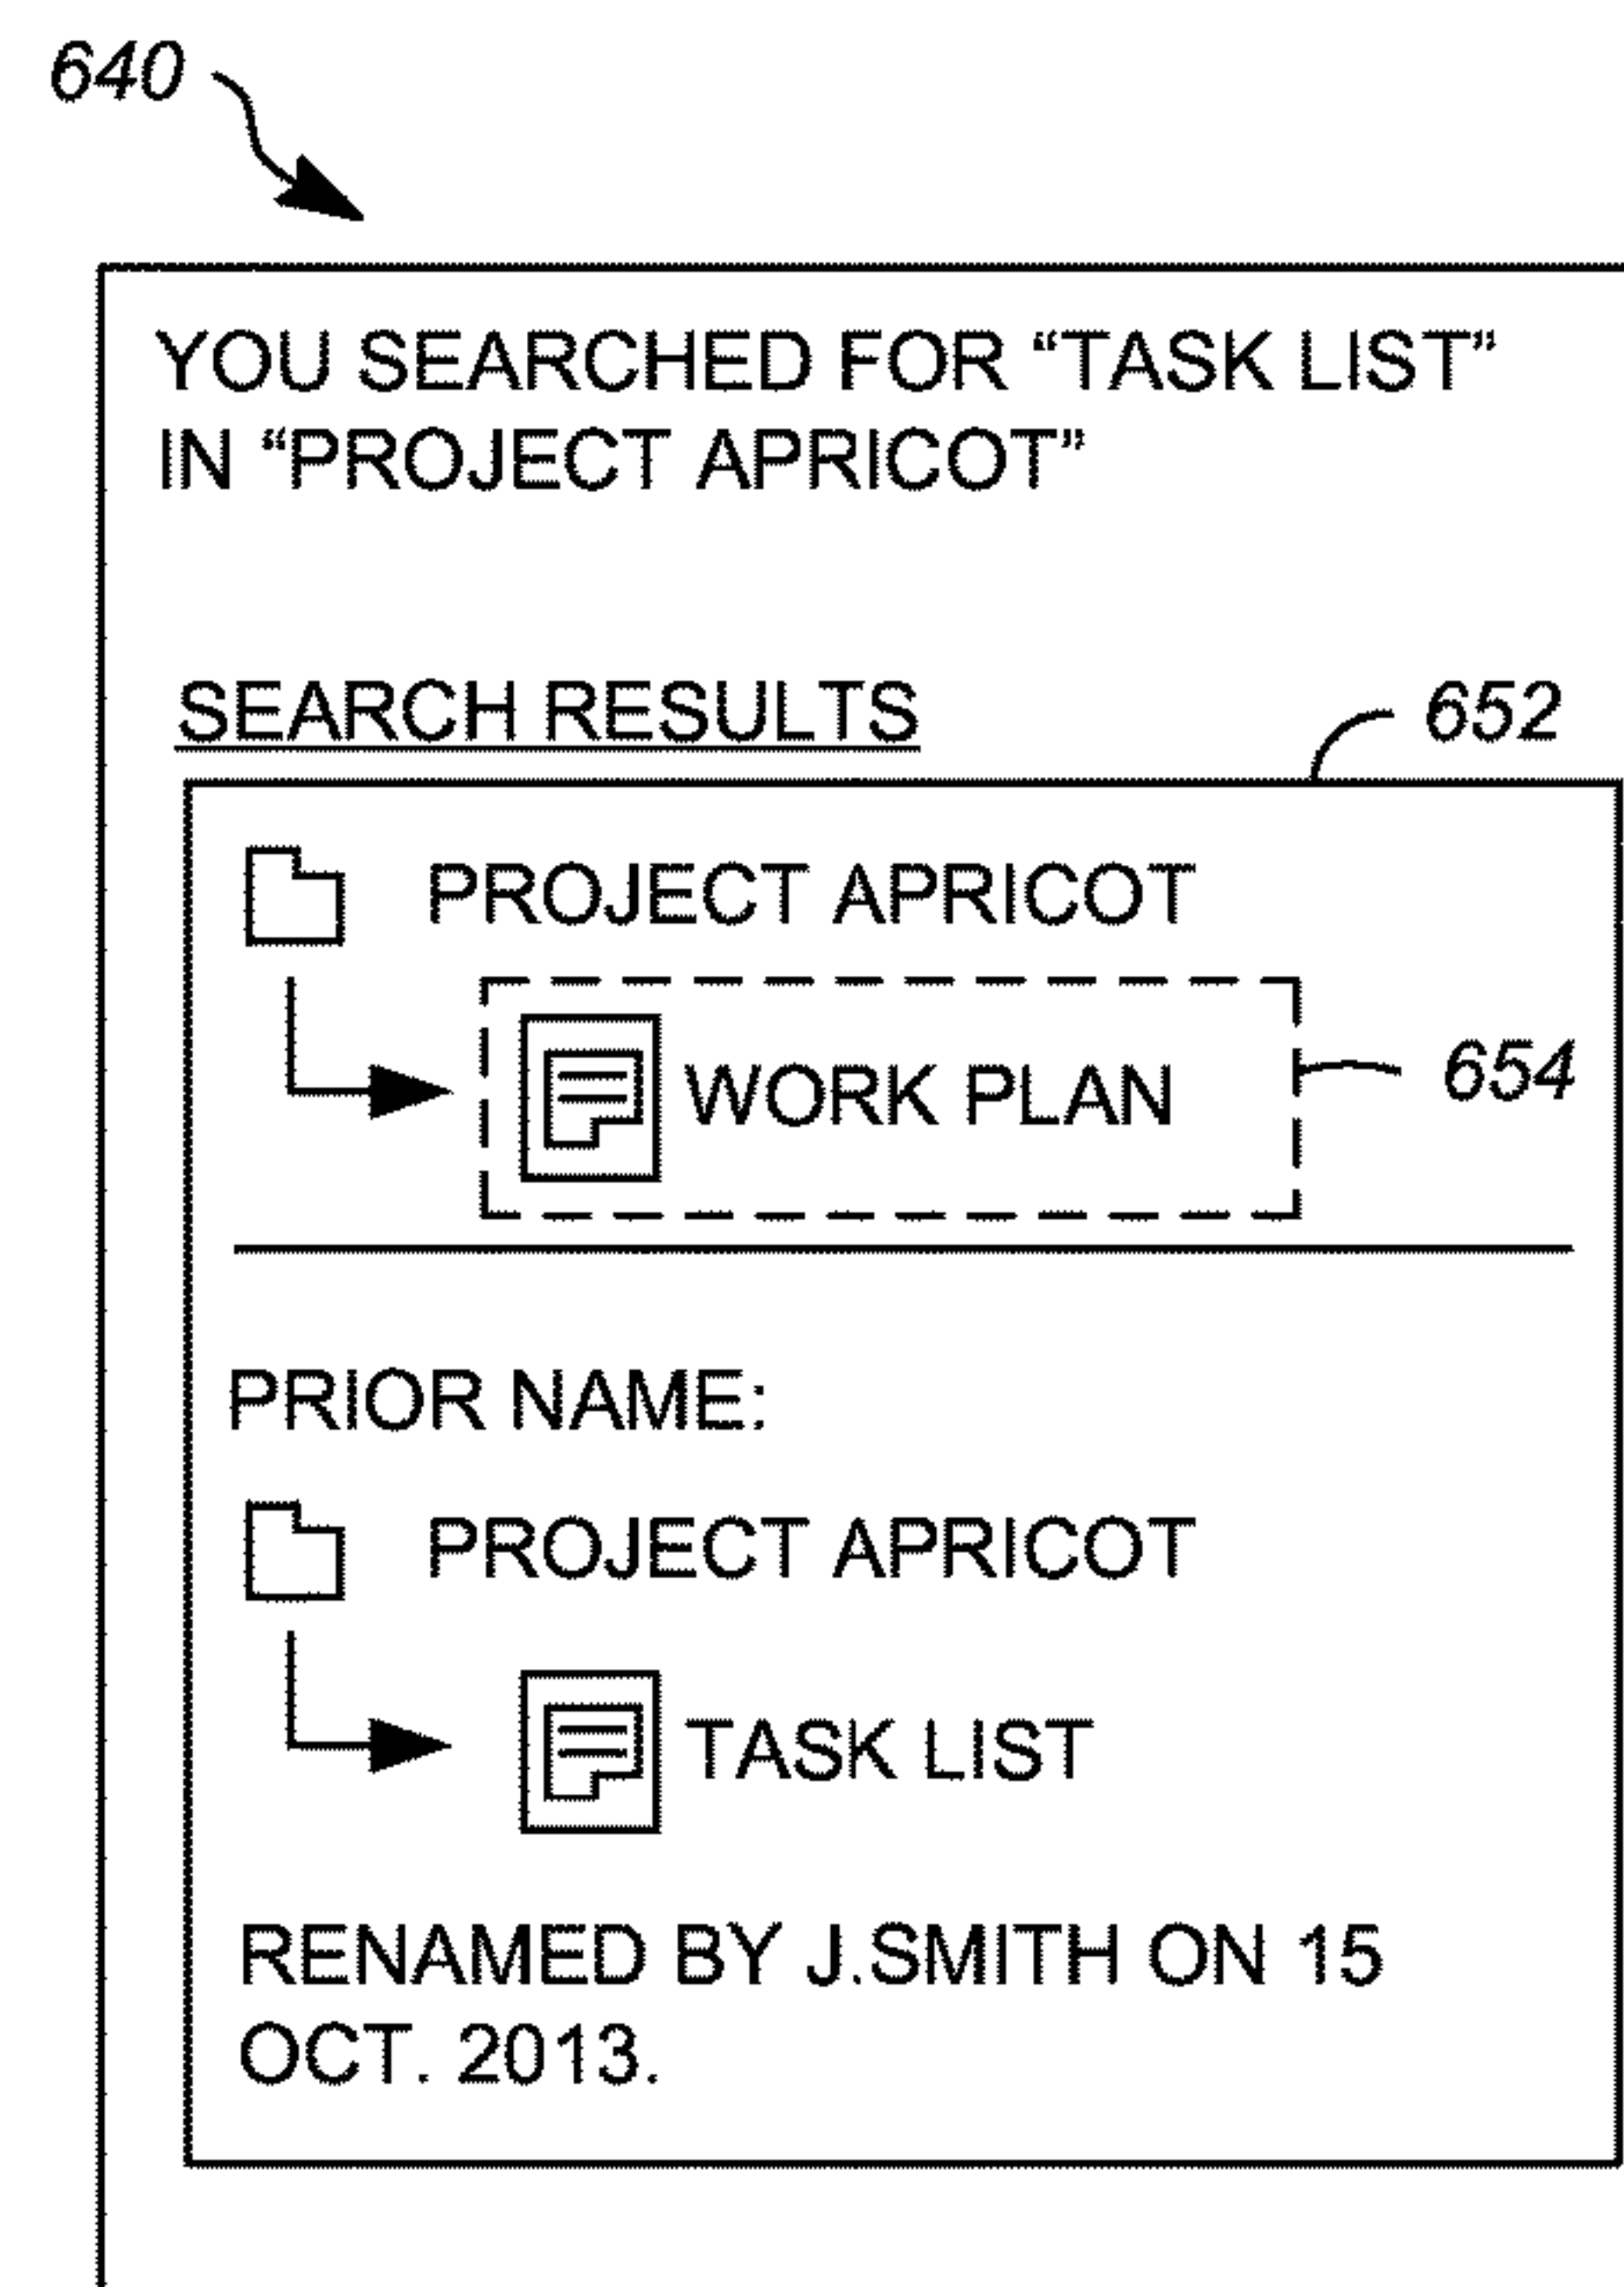 640
YOU SEARCHED FOR “TASK LIST”
IN “PROJECT APRICOT”
SEARCH RESULTS
652
PROJECT APRICOT
WORK PLAN
654
PRIOR NAME:
PROJECT APRICOT
TASK LIST
RENAMED BY J.SMITH ON 15
OCT. 2013.